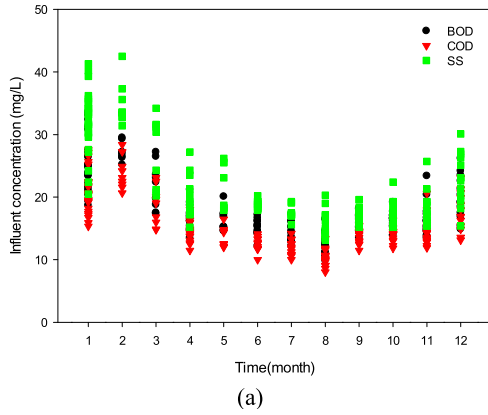 50
40
30
20
10
0
Influent concentration (mg/L)
BOD
COD
SS
1 2 3 4 5 6 7 8 9 10 11 12
Time(month)
(a)